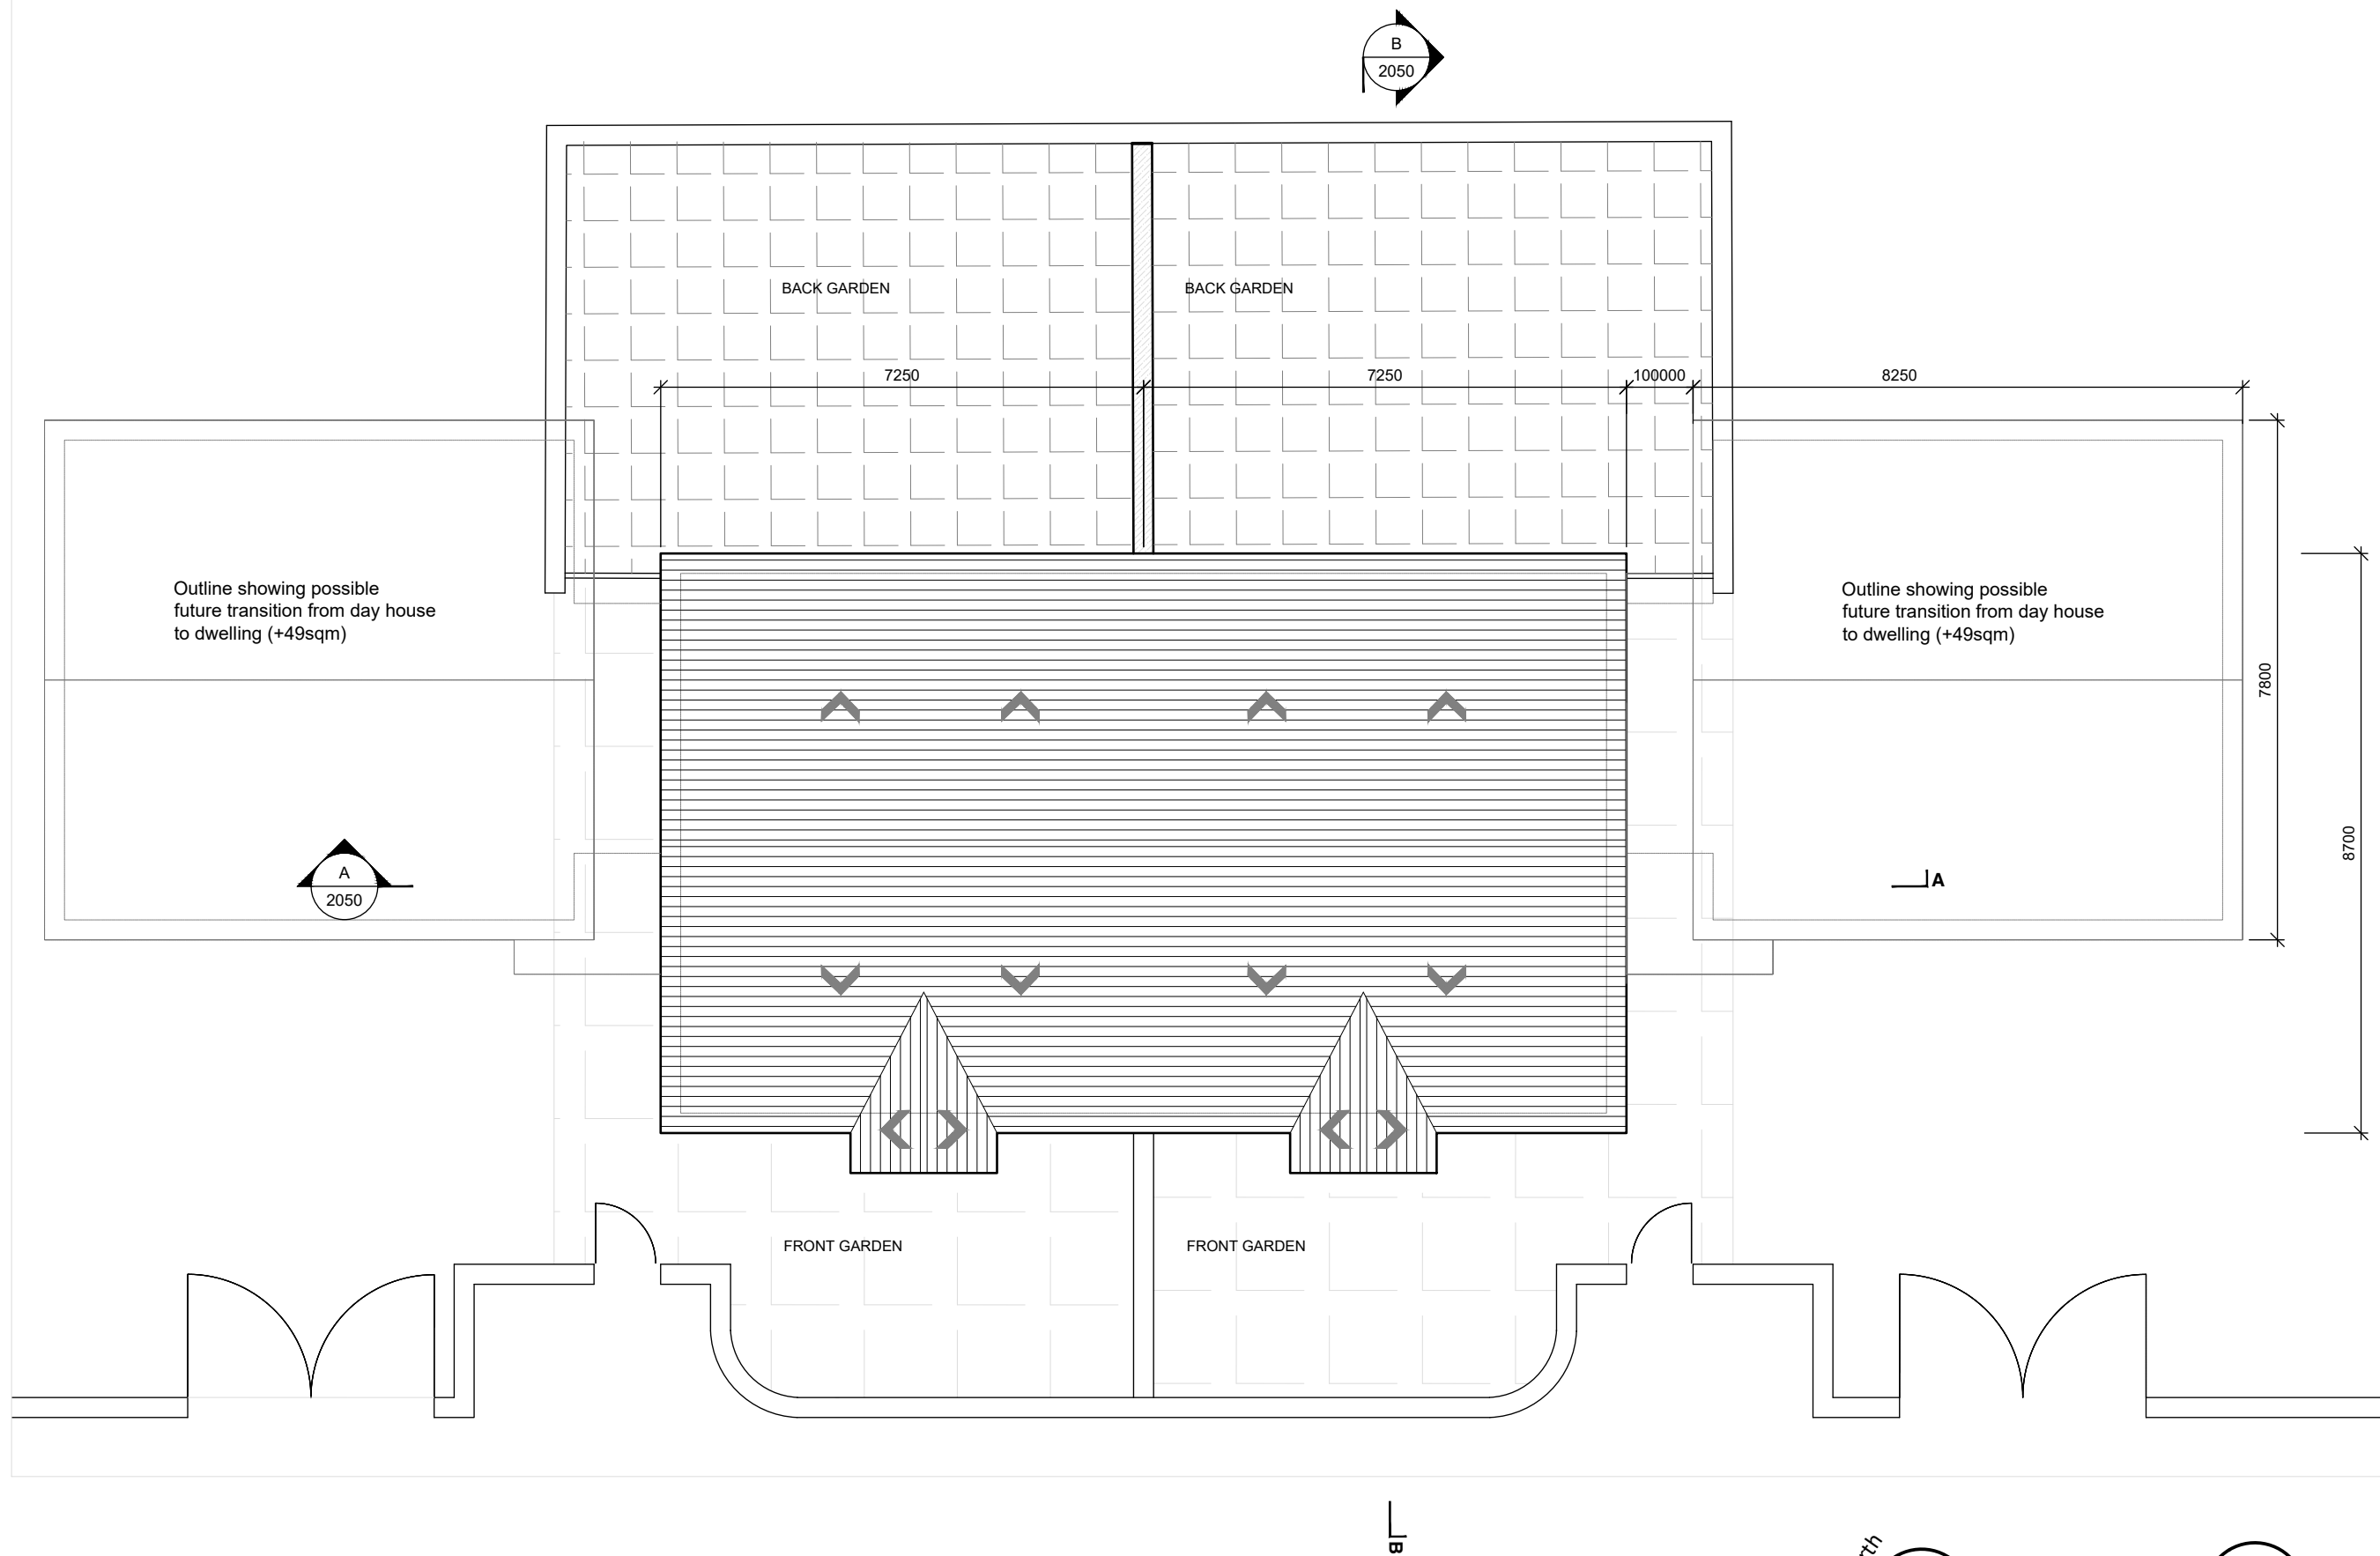 B
2050
BACK GARDEN
BACK GARDEN
7250
7250
100000
8250
Outline showing possible
future transition from day house
to dwelling (+49sqm)
Outline showing possible
future transition from day house
to dwelling (+49sqm)
7800
8700
A
2050
A
FRONT GARDEN
FRONT GARDEN
B